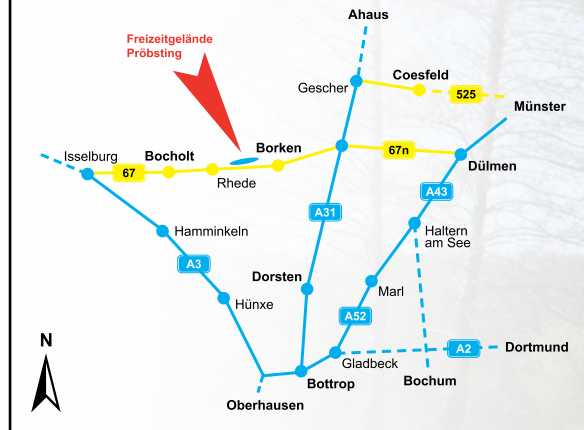 Ahaus
Freizeitgelände
Pröbsting
Gescher
Coesfeld
525
Münster
Isselburg
Bocholt
Borken
67n
67
Rhede
Dülmen
A43
A31
Hamminkeln
Haltern
am See
A3
Dorsten
Marl
Hünxe
A52
N
A2
Dortmund
Gladbeck
Bottrop
Bochum
Oberhausen